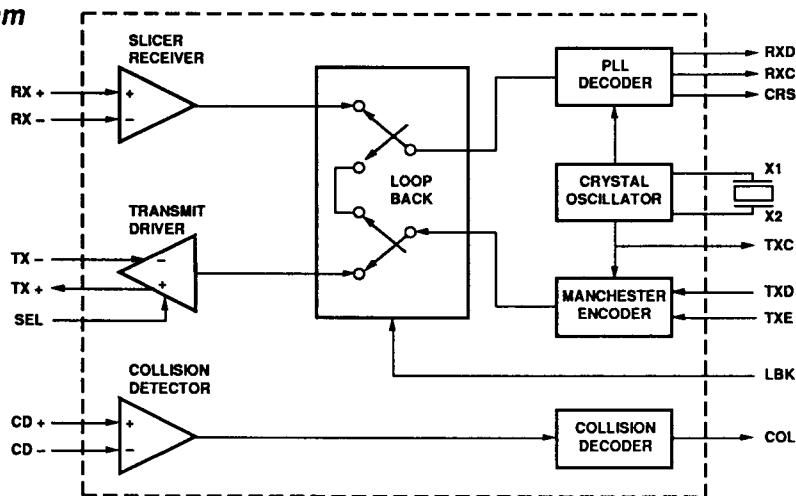 m
SLICER
RECEIVER
RX +
RX –
+
–
LOOP
BACK
PLL
DECODER
RXD
RXC
CRS
CRYSTAL
OSCILLATOR
X1
X2
TRANSMIT
DRIVER
TX –
TX +
SEL
–
+
TXC
MANCHESTER
ENCODER
TXD
TXE
LBK
COLLISION
DETECTOR
CD +
CD –
+
–
COLLISION
DECODER
COL